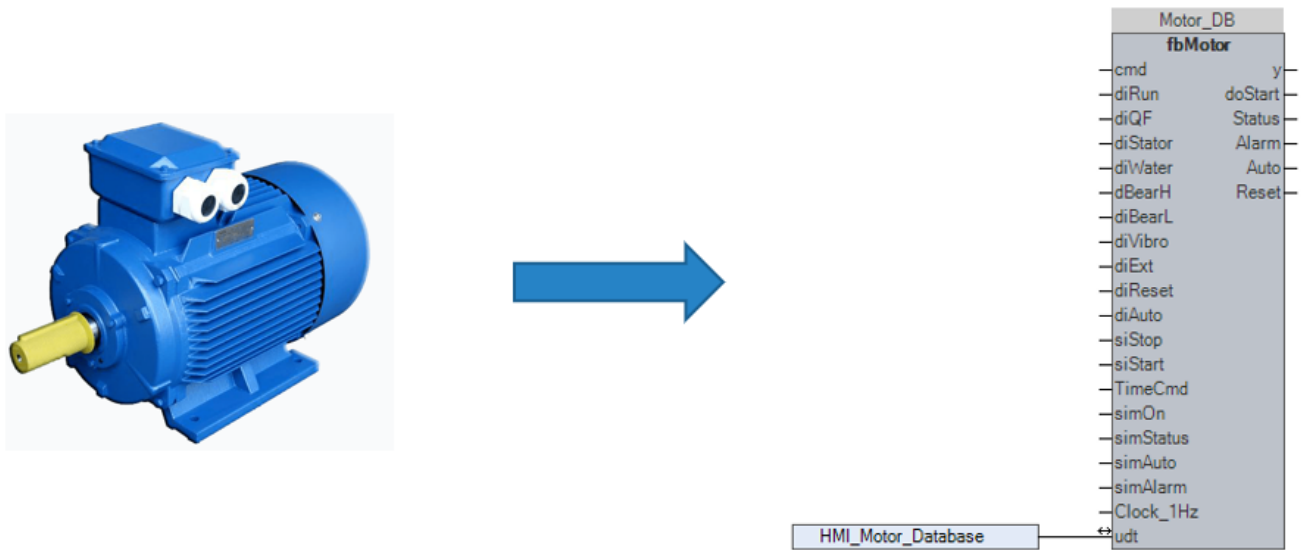 Motor_DB
fbMotor
cmd y
diRun doStart
diQF Status
diStator Alarm
diWater Auto
dBearH Reset
diBearL
diVibro
diExt
diReset
diAuto
siStop
siStart
TimeCmd
simOn
simStatus
simAuto
simAlarm
Clock_1Hz
HMI_Motor_Database udt